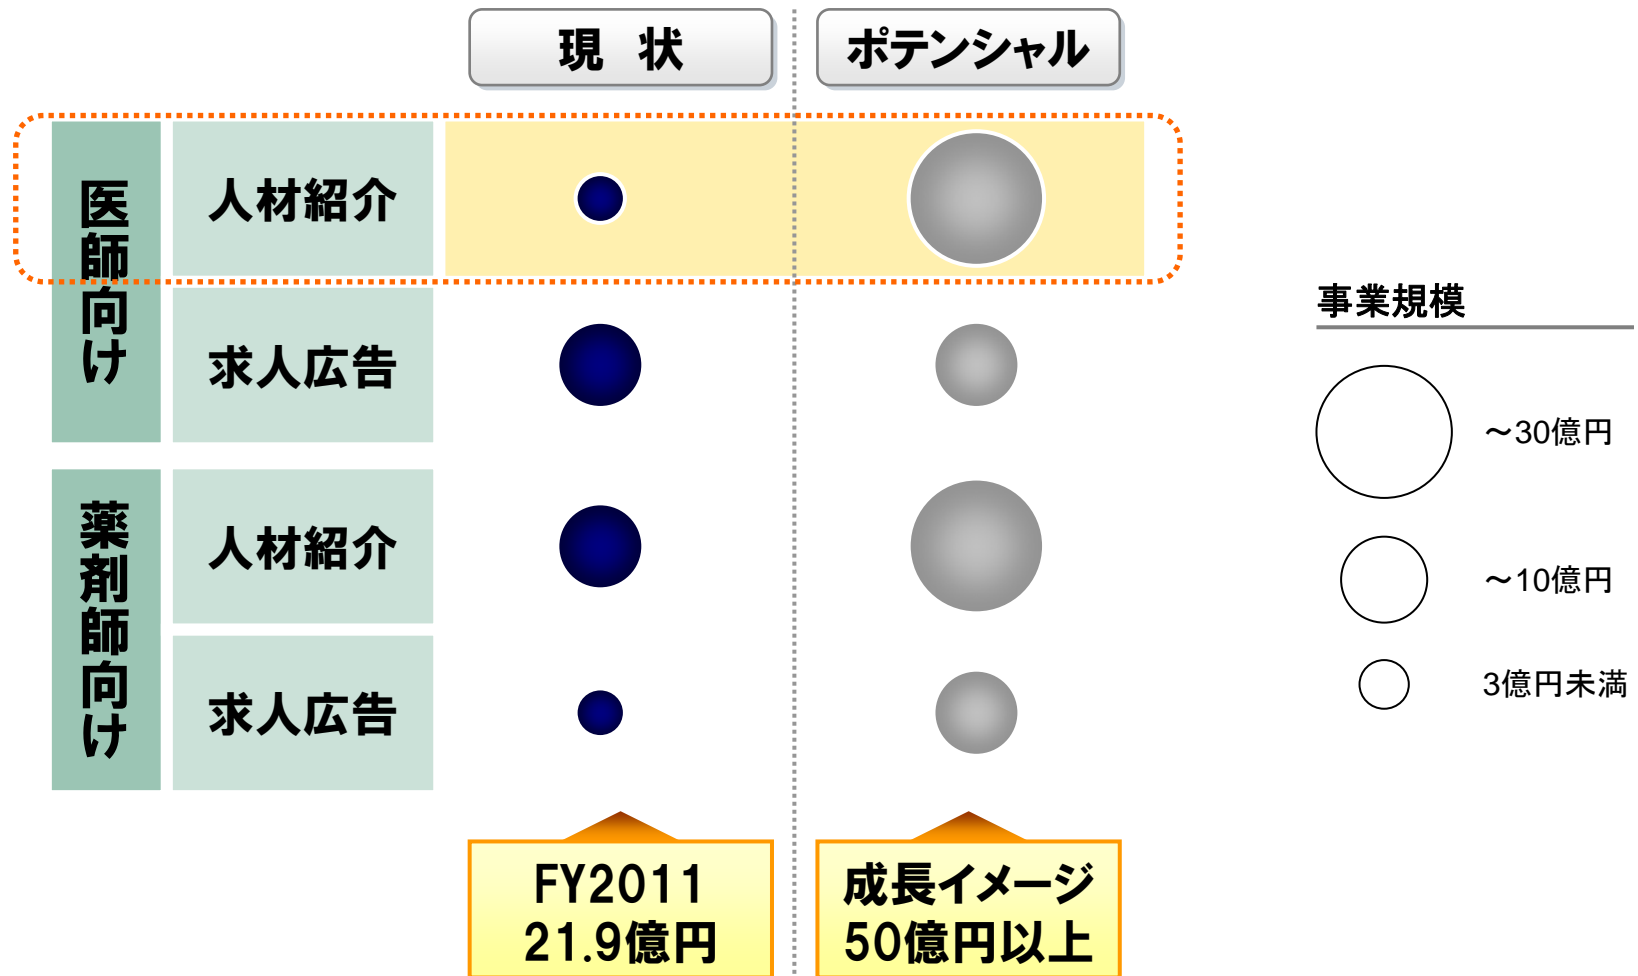 現 状
ポテンシャル
医師向け
人材紹介
求人広告
薬剤師向け
人材紹介
求人広告
FY2011
21.9億円
成長イメージ
50億円以上
事業規模
～30億円
～10億円
3億円未満